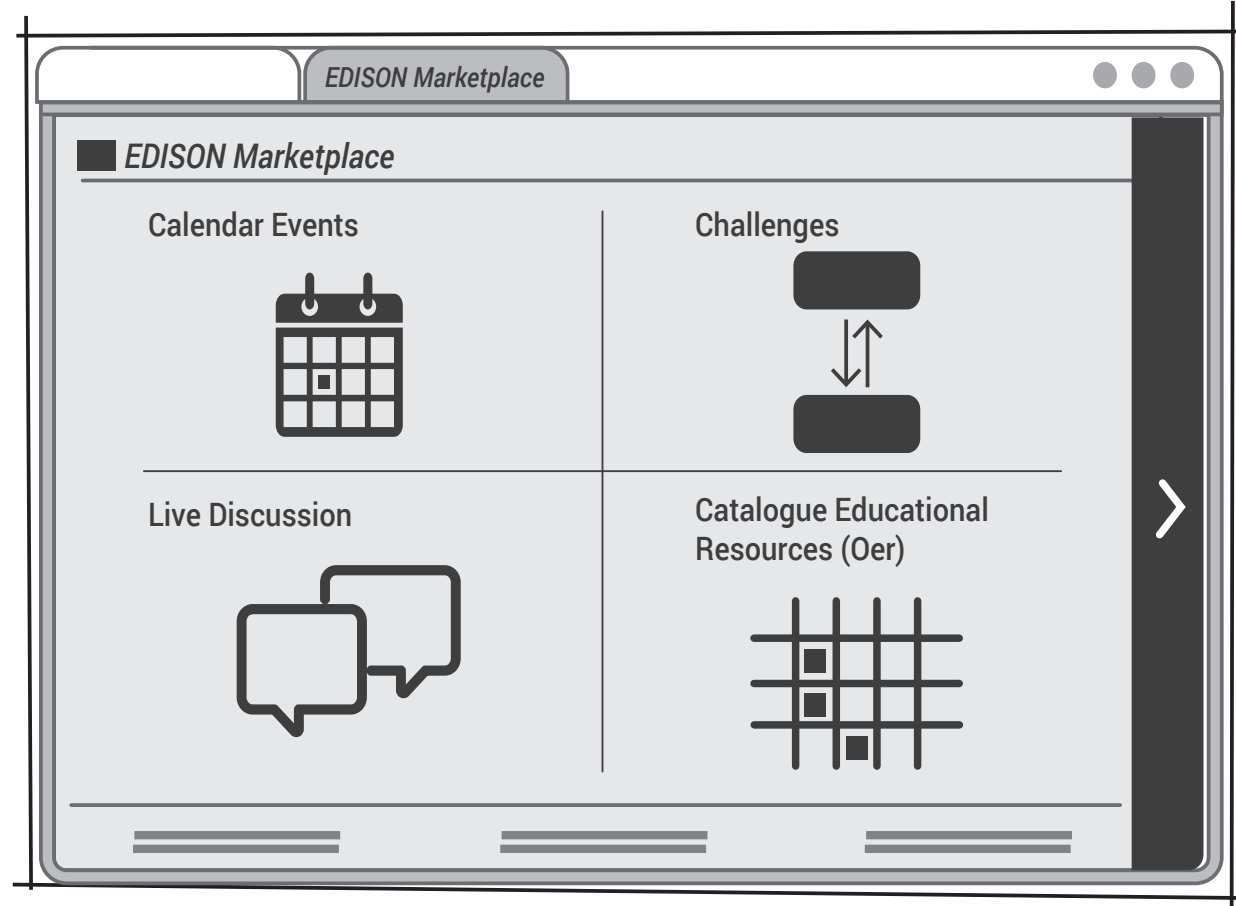 EDISON Marketplace
EDISON Marketplace
Calendar Events
Challenges
Live Discussion
Catalogue Educational
Resources (Oer)